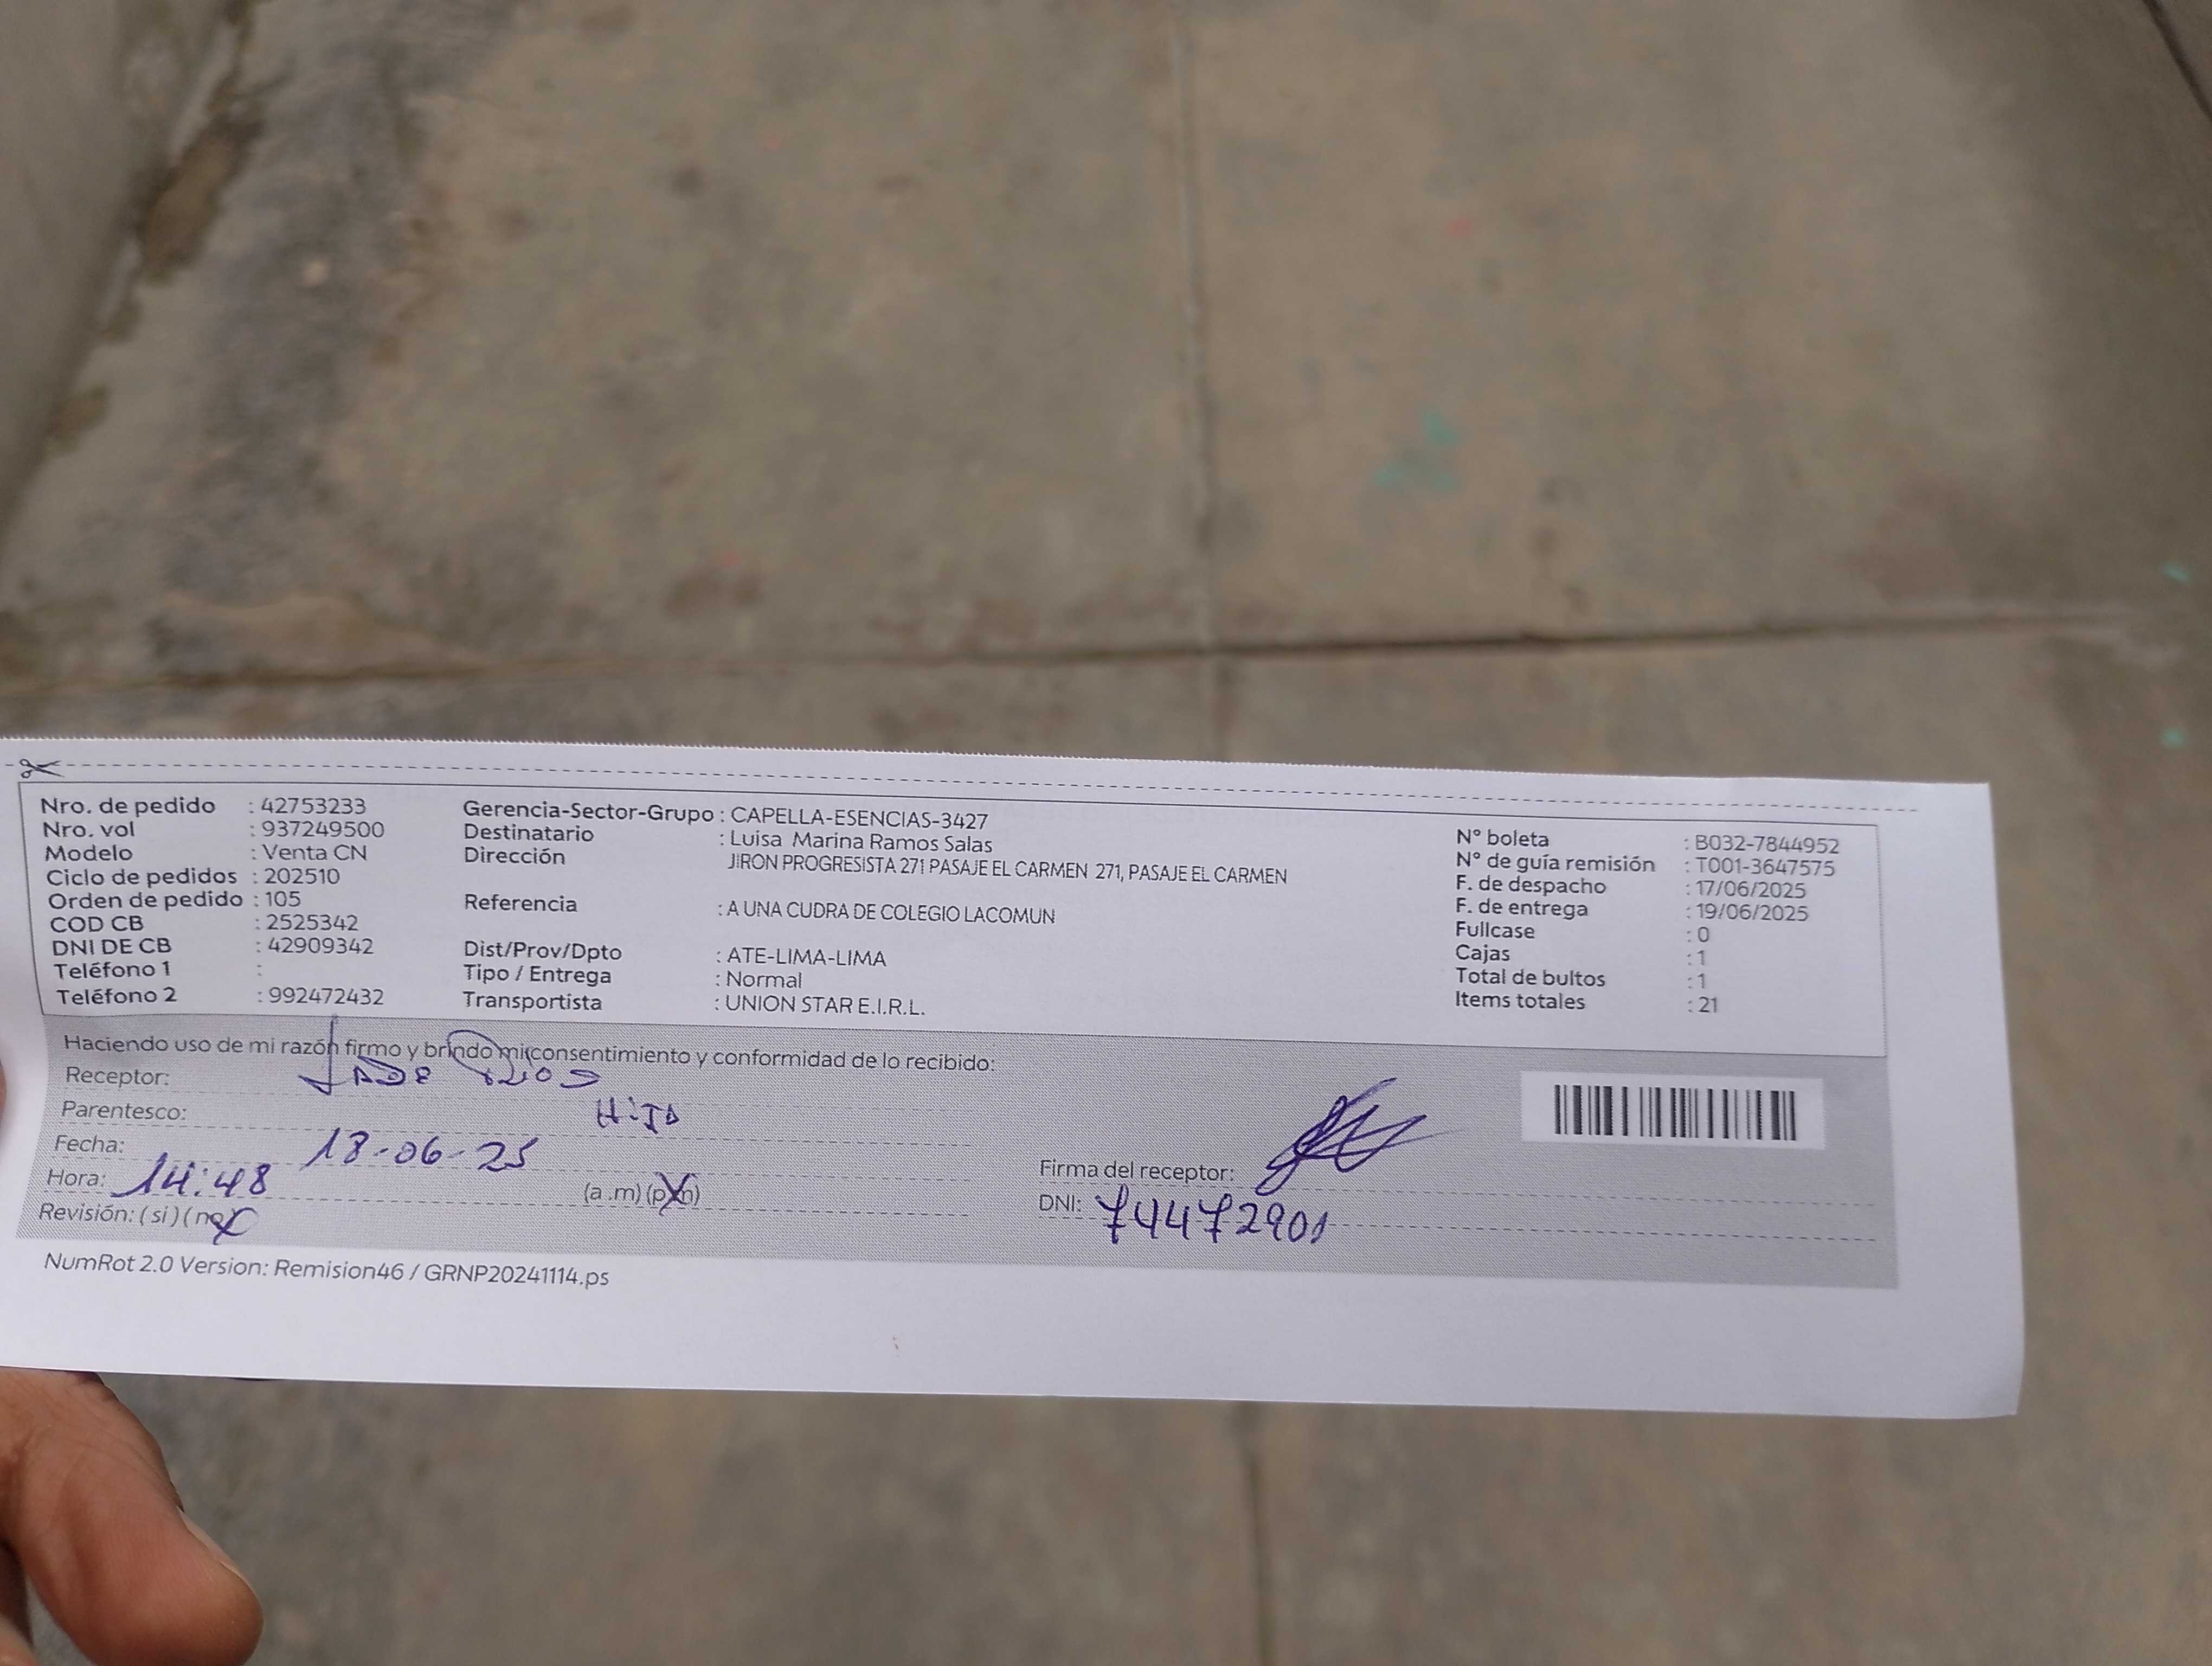 Nro. de pedido : 42753233
Nro. vol : 937249500
Modelo : Venta CN
Ciclo de pedidos : 202510
Orden de pedido : 105
COD CB : 2525342
DNI DE CB : 42909342
Teléfono 1 :
Teléfono 2 : 992472432
Gerencia-Sector-Grupo : CAPELLA-ESENCIAS-3427
Destinatario : Luisa Marina Ramos Salas
Dirección JIRON PROGRESISTA 271 PASAJE EL CARMEN 271, PASAJE EL CARMEN
Referencia : A UNA CUDRA DE COLEGIO LACOMUN
Dist/Prov/Dpto : ATE-LIMA-LIMA
Tipo / Entrega : Normal
Transportista : UNION STAR E.I.R.L.
N° boleta : B032-7844952
N° de guía remisión : T001-3647575
F. de despacho : 17/06/2025
F. de entrega : 19/06/2025
Fullcase : 0
Cajas : 1
Total de bultos : 1
Items totales : 21
Haciendo uso de mi razón firmo y brindo mi consentimiento y conformidad de lo recibido:
Receptor:
Parentesco: HiJO
Fecha: 18-06-25
Hora: 14:48 (a .m) (p.m)
Revisión: ( si ) ( no )
Firma del receptor:
DNI: 74472901
NumRot 2.0 Version: Remision46 / GRNP20241114.ps